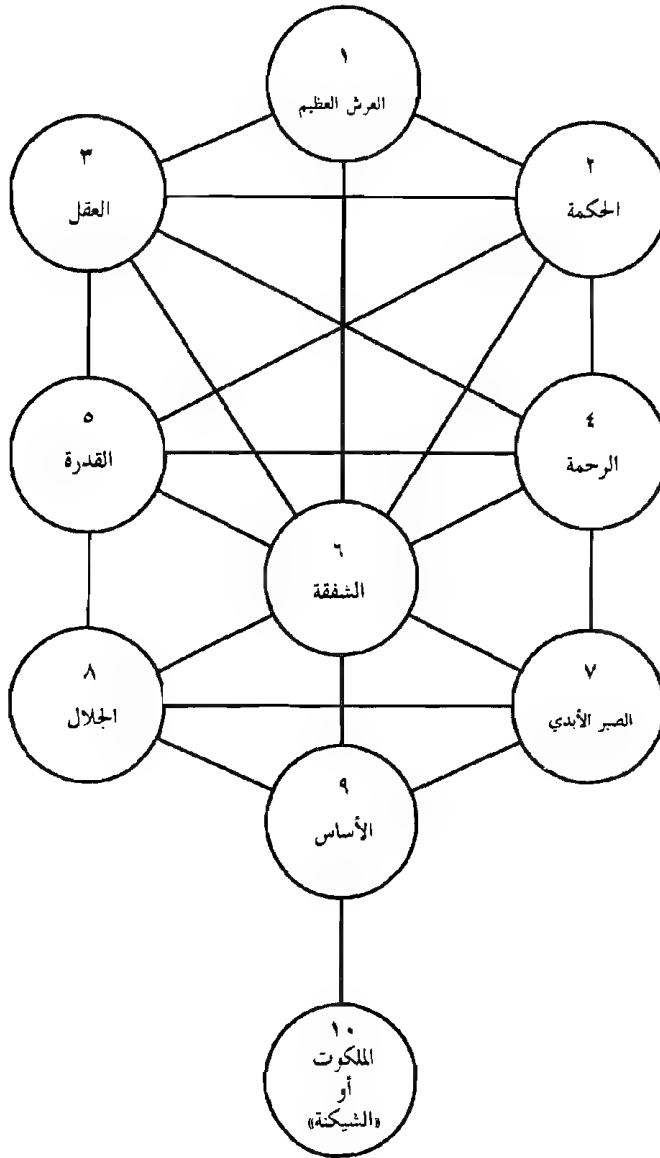 ١
العرش العظيم
٢
الحكمة
٣
العقل
٤
الرحمة
٥
القدرة
٦
الشفقة
٧
الصبر الأبدي
٨
الجلال
٩
الأساس
١٠
الملكوت
أو
«الشيكنة»